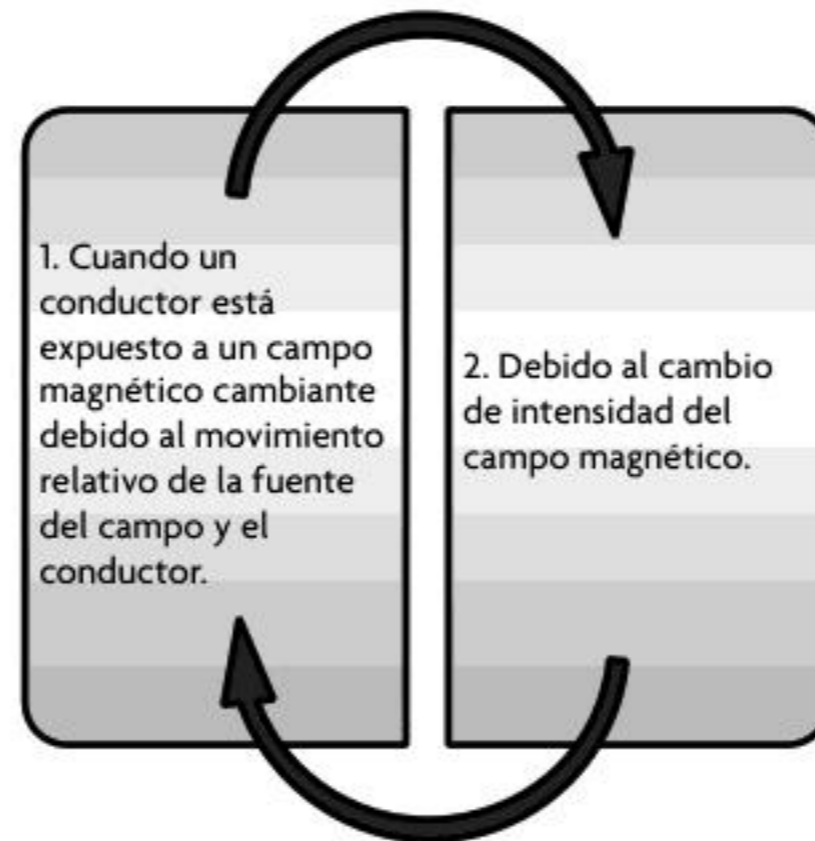 1. Cuando un
conductor está
expuesto a un campo
magnético cambiante
debido al movimiento
relativo de la fuente
del campo y el
conductor.
2. Debido al cambio
de intensidad del
campo magnético.